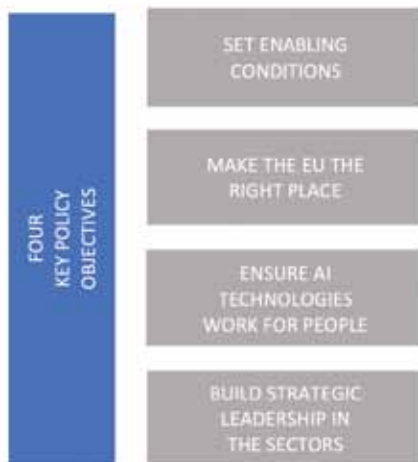 FOUR
KEY POLICY
OBJECTIVES
SET ENABLING
CONDITIONS
MAKE THE EU THE
RIGHT PLACE
ENSURE AI
TECHNOLOGIES
WORK FOR PEOPLE
BUILD STRATEGIC
LEADERSHIP IN
THE SECTORS